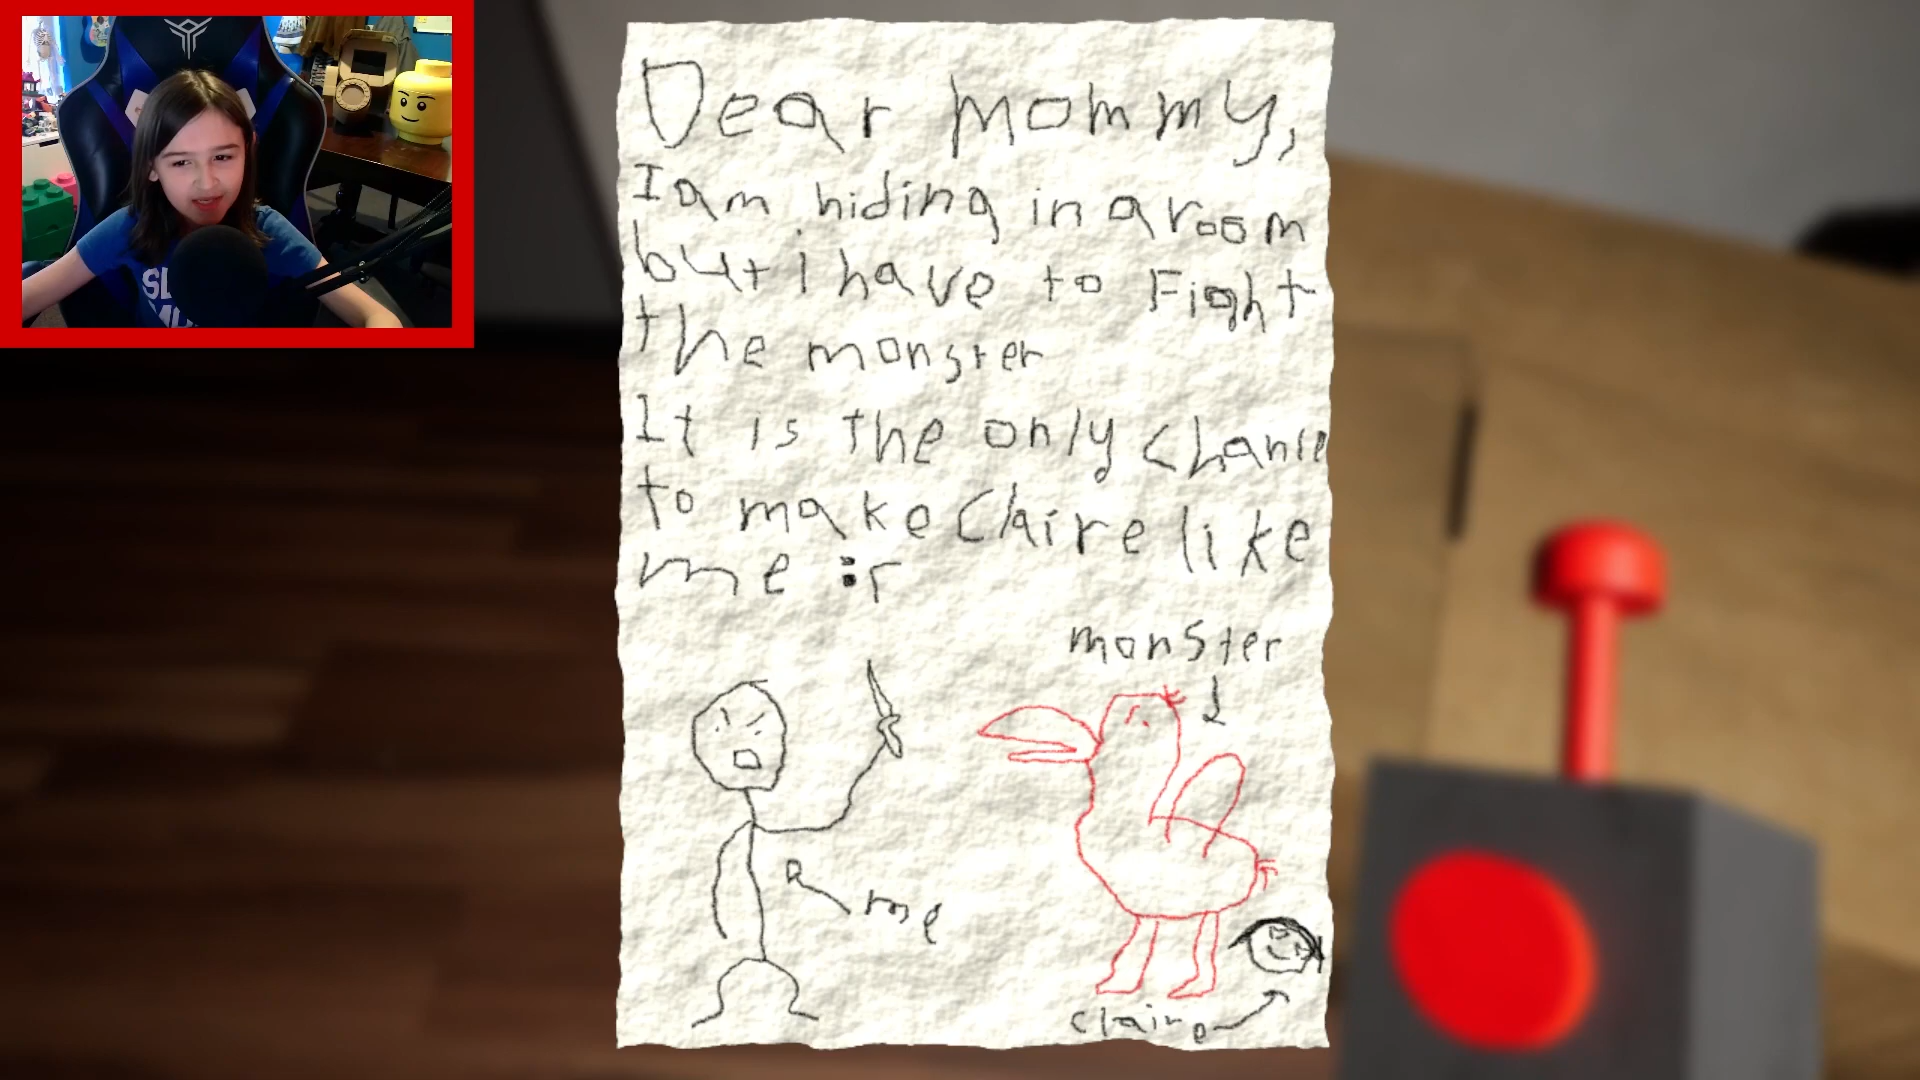 Dear Mommy,
I am hiding in a room
but i have to Fight
the monster
It is the only chance
to make Claire like
me :r
monster
me
claire